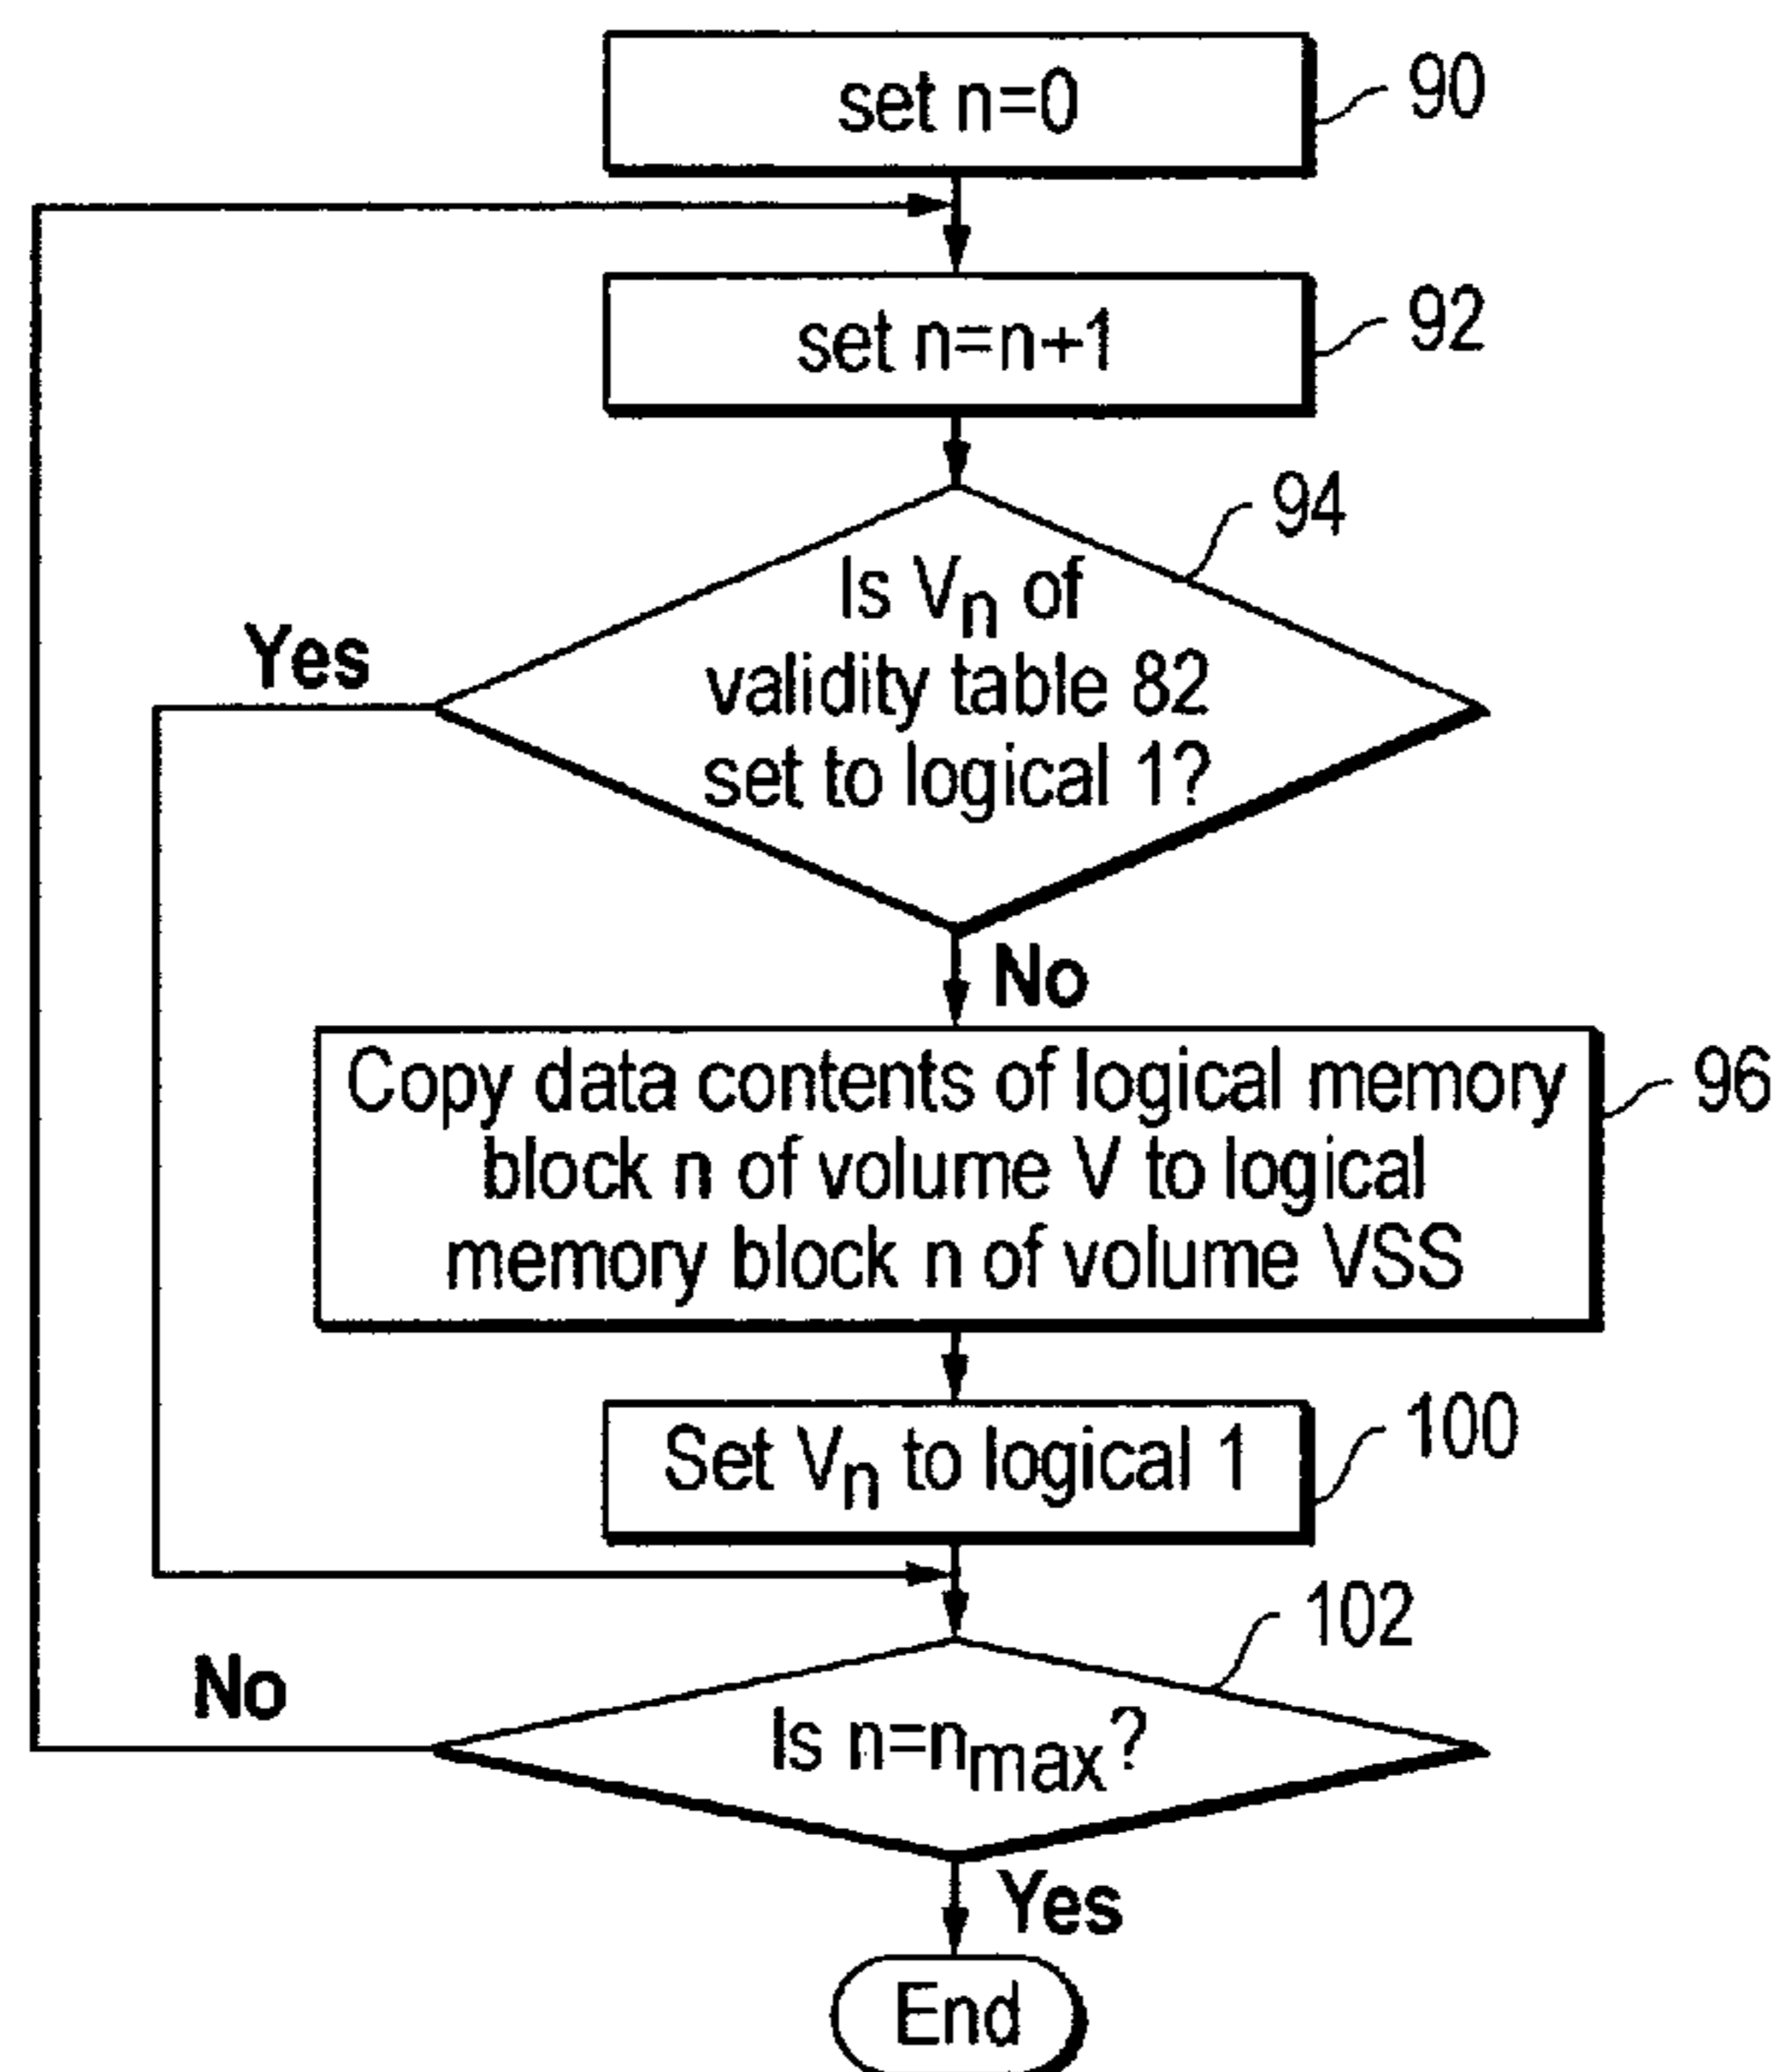 set n=0
90
set n=n+1
92
94
Is Vn of
validity table 82
set to logical 1?
Yes
No
Copy data contents of logical memory
block n of volume V to logical
memory block n of volume VSS
96
Set Vn to logical 1
100
102
No
Is n=nmax?
Yes
End